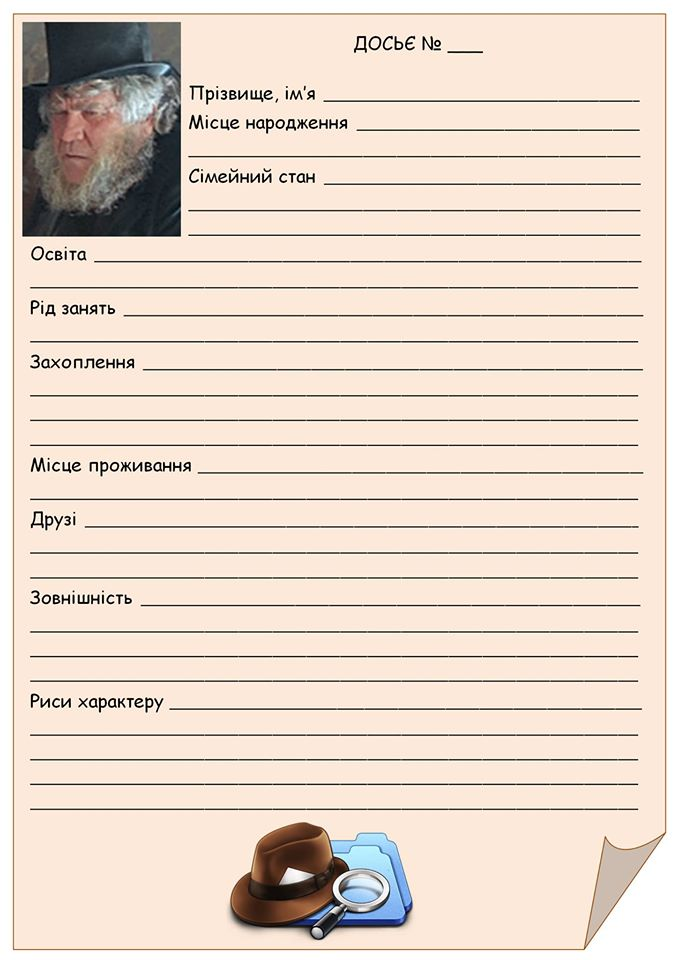 ДОСЬЄ № ___
Прізвище, ім'я
Місце народження
Сімейний стан
Освіта
Рід занять
Захоплення
Місце проживання
Друзі
Зовнішність
Риси характеру